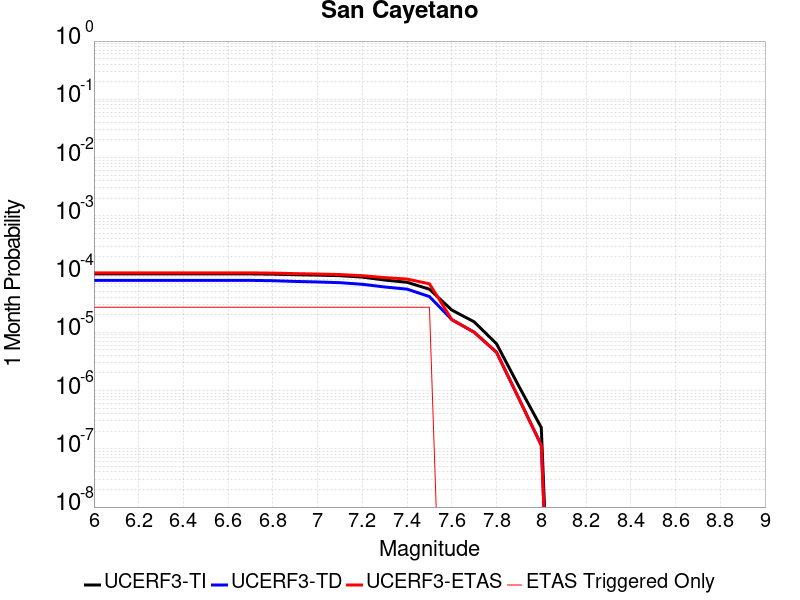 San Cayetano
10^0
10^-1
10^-2
10^-3
10^-4
10^-5
10^-6
10^-7
10^-8
1 Month Probability
6 6.2 6.4 6.6 6.8 7 7.2 7.4 7.6 7.8 8 8.2 8.4 8.6 8.8 9
Magnitude
UCERF3-TI UCERF3-TD UCERF3-ETAS ETAS Triggered Only